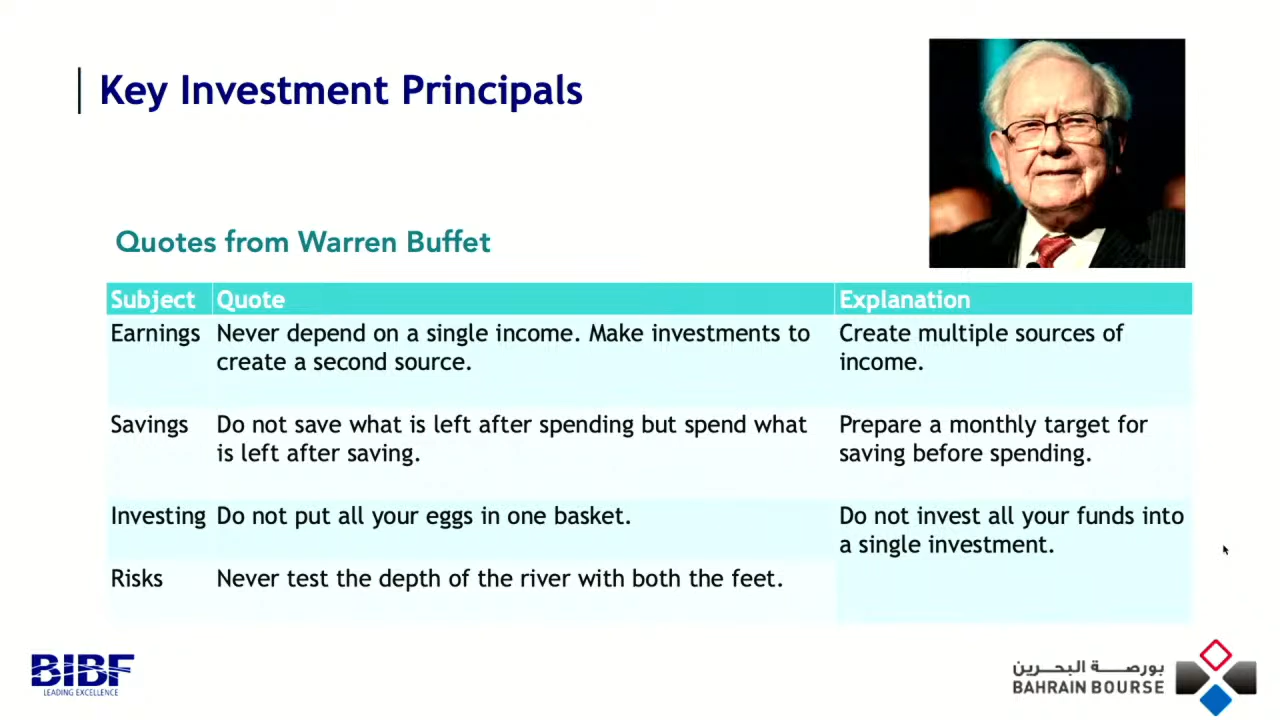 Key Investment Principals
Quotes from Warren Buffet
Subject Quote Explanation
Earnings Never depend on a single income. Make investments to Create multiple sources of
create a second source. income.
Savings Do not save what is left after spending but spend what Prepare a monthly target for
is left after saving. saving before spending.
Investing Do not put all your eggs in one basket. Do not invest all your funds into
a single investment.
Risks Never test the depth of the river with both the feet.
BIBF
LEADING EXCELLENCE
بورصة البحرين
BAHRAIN BOURSE